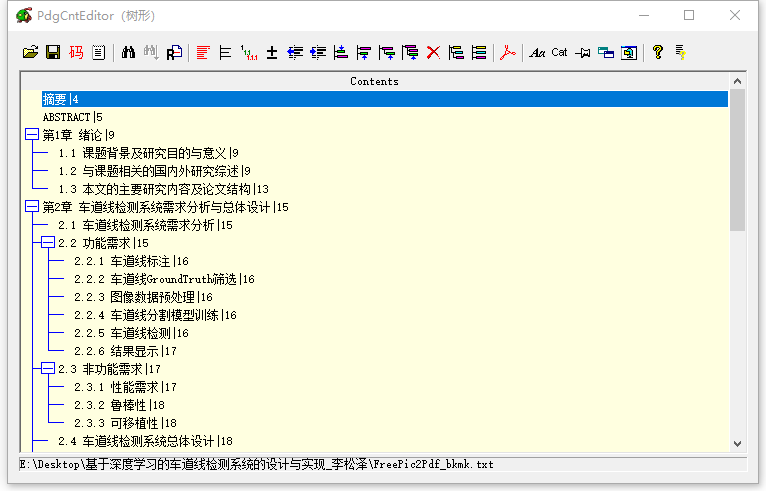 PdgCntEditor (树形)
码 Aa Cat
Contents
摘要|4
ABSTRACT|5
第1章 绪论|9
1.1 课题背景及研究目的与意义|9
1.2 与课题相关的国内外研究综述|9
1.3 本文的主要研究内容及论文结构|13
第2章 车道线检测系统需求分析与总体设计|15
2.1 车道线检测系统需求分析|15
2.2 功能需求|15
2.2.1 车道线标注|16
2.2.2 车道线GroundTruth筛选|16
2.2.3 图像数据预处理|16
2.2.4 车道线分割模型训练|16
2.2.5 车道线检测|16
2.2.6 结果显示|17
2.3 非功能需求|17
2.3.1 性能需求|17
2.3.2 鲁棒性|18
2.3.3 可移植性|18
2.4 车道线检测系统总体设计|18
E:\Desktop\基于深度学习的车道线检测系统的设计与实现_李松泽\FreePic2Pdf_bkmk.txt